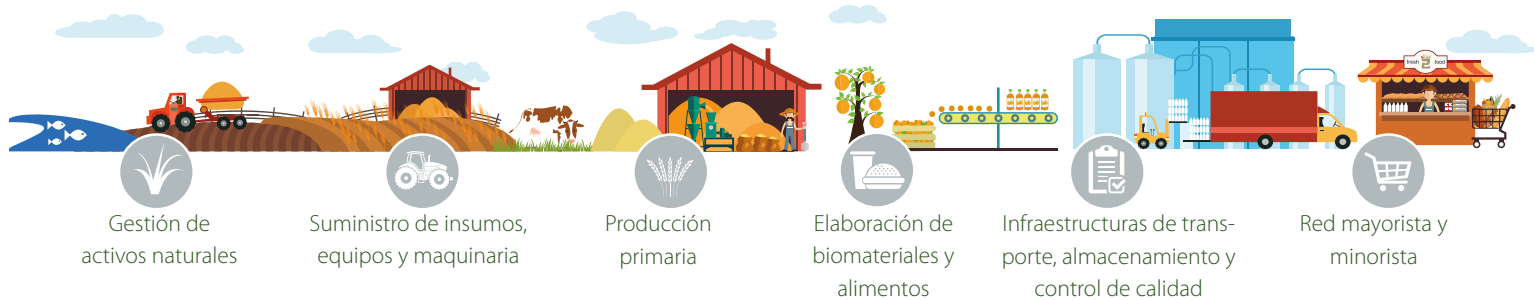 fresh food
Gestión de
activos naturales
Suministro de insumos,
equipos y maquinaria
Producción
primaria
Elaboración de
biomateriales y
alimentos
Infraestructuras de trans-
porte, almacenamiento y
control de calidad
Red mayorista y
minorista